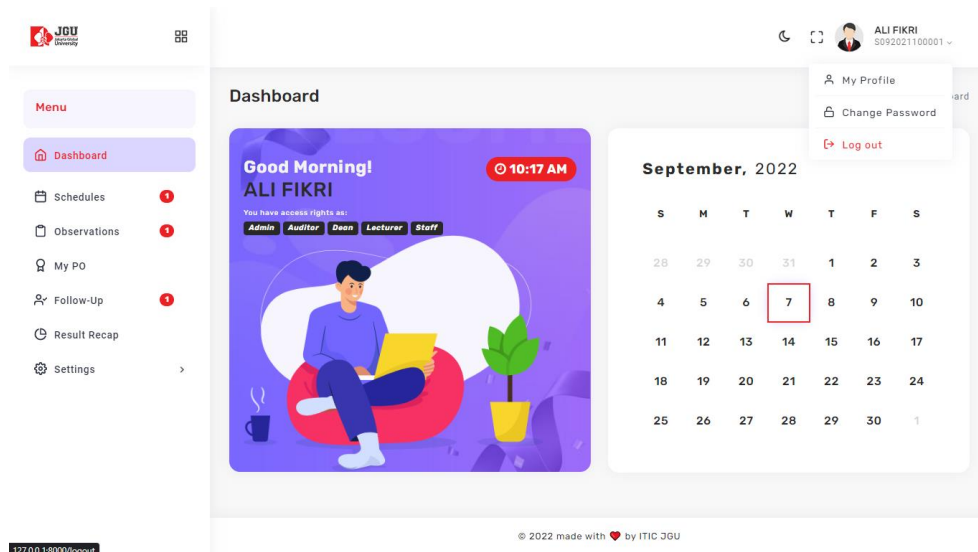 JGU
Jakarta Global
University
ALI FIKRI
S092021100001
My Profile
Change Password
Log out
Menu
Dashboard
Schedules 1
Observations 1
My PO
Follow-Up 1
Result Recap
Settings
Dashboard
Good Morning!
10:17 AM
ALI FIKRI
You have access rights as:
Admin Auditor Dean Lecturer Staff
September, 2022
S M T W T F S
28 29 30 31 1 2 3
4 5 6 7 8 9 10
11 12 13 14 15 16 17
18 19 20 21 22 23 24
25 26 27 28 29 30 1
© 2022 made with ❤ by ITIC JGU
127.0.0.1:8000/logout